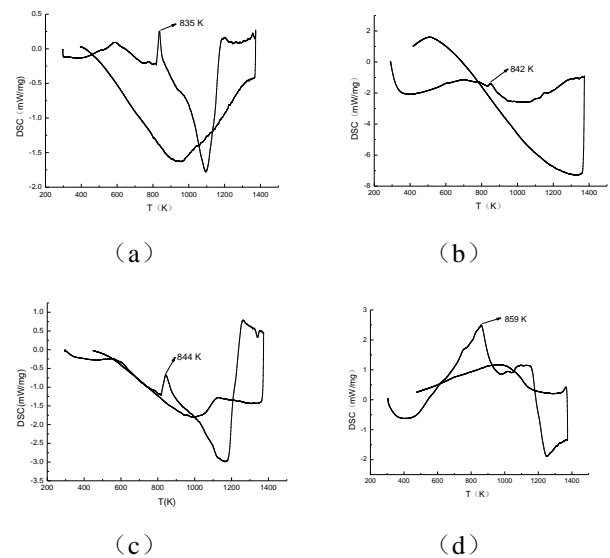 0.5
0.0
-0.5
-1.0
-1.5
-2.0
DSC（mW/mg）
835 K
200 400 600 800 1000 1200 1400
T（K）
（a）
2
0
-2
-4
-6
-8
DSC（mW/mg）
842 K
200 400 600 800 1000 1200 1400
T（K）
（b）
1.0
0.5
0.0
-0.5
-1.0
-1.5
-2.0
-2.5
-3.0
-3.5
DSC(mW/mg)
844 K
200 400 600 800 1000 1200 1400
T(K)
（c）
3
2
1
0
-1
-2
DSC（mW/mg）
859 K
200 400 600 800 1000 1200 1400
T（K）
（d）